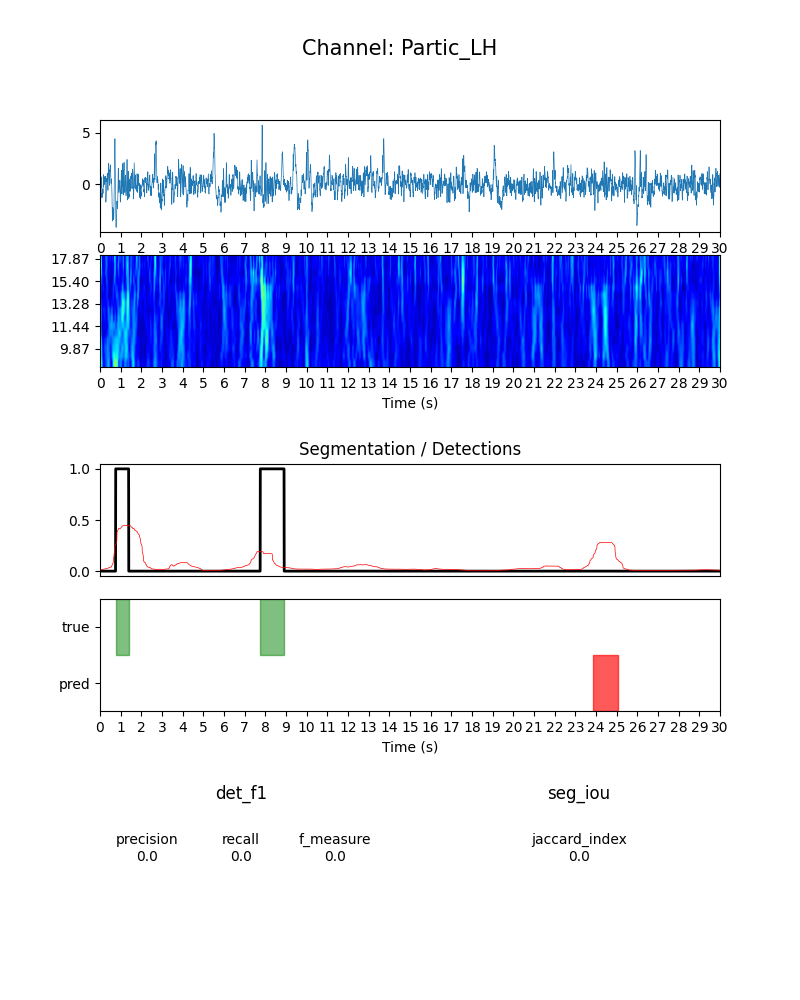 Channel: Partic_LH
5
0
0 1 2 3 4 5 6 7 8 9 10 11 12 13 14 15 16 17 18 19 20 21 22 23 24 25 26 27 28 29 30
17.87
15.40
13.28
11.44
9.87
0 1 2 3 4 5 6 7 8 9 10 11 12 13 14 15 16 17 18 19 20 21 22 23 24 25 26 27 28 29 30
Time (s)
Segmentation / Detections
1.0
0.5
0.0
true
pred
0 1 2 3 4 5 6 7 8 9 10 11 12 13 14 15 16 17 18 19 20 21 22 23 24 25 26 27 28 29 30
Time (s)
det_f1 seg_iou
precision recall f_measure jaccard_index
0.0 0.0 0.0 0.0